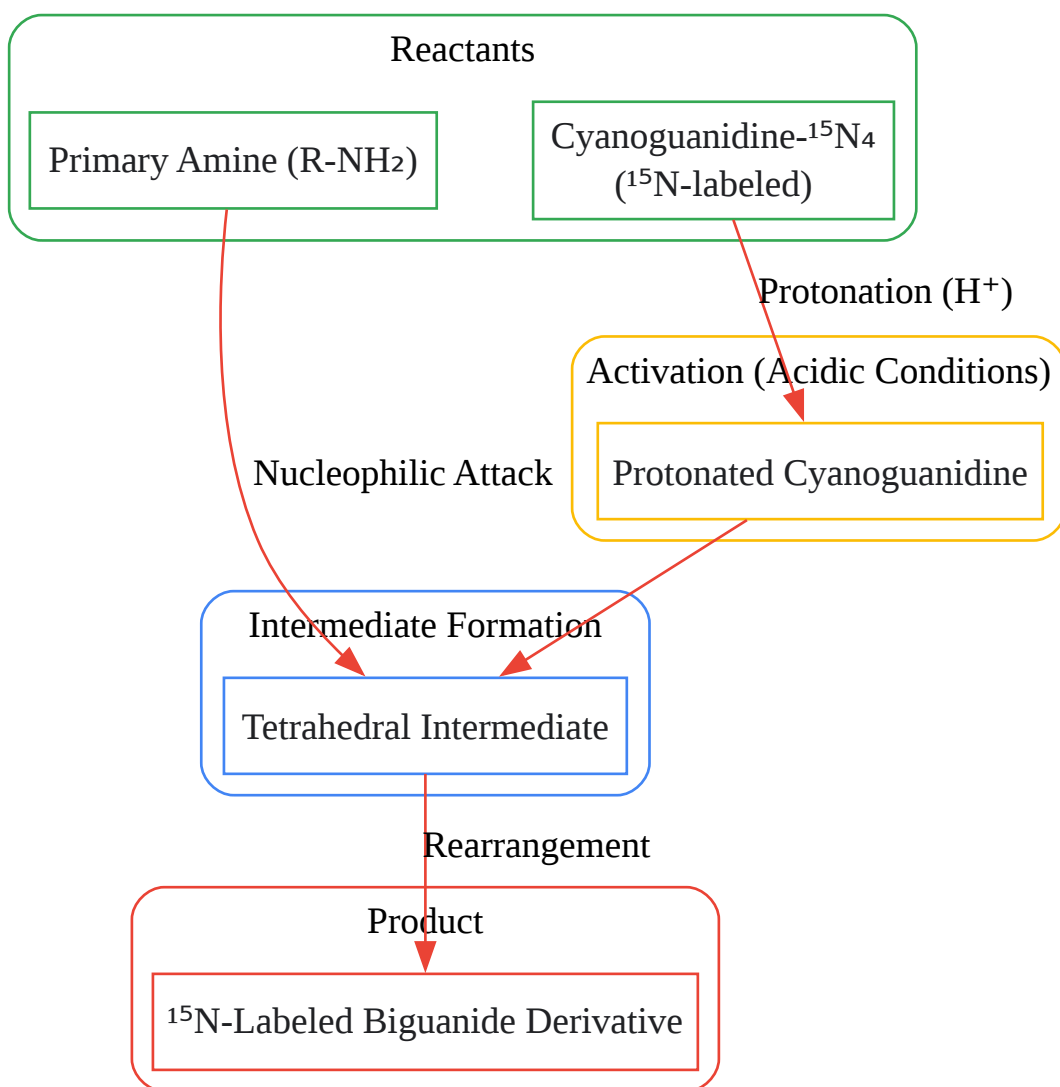 Reactants
Primary Amine (R-NH₂)
Cyanoguanidine-¹⁵N₄
(¹⁵N-labeled)
Protonation (H⁺)
Activation (Acidic Conditions)
Protonated Cyanoguanidine
Nucleophilic Attack
Intermediate Formation
Tetrahedral Intermediate
Rearrangement
Product
¹⁵N-Labeled Biguanide Derivative